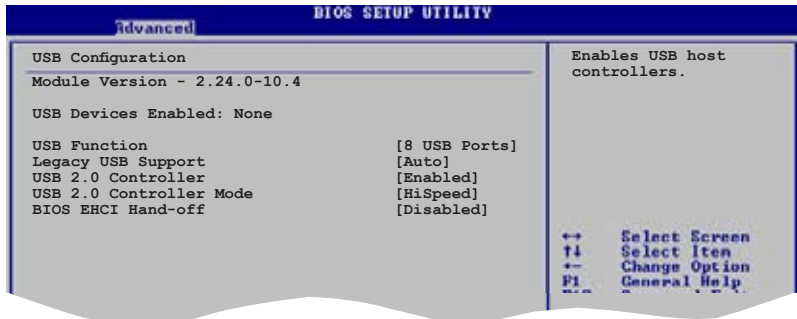 BIOS SETUP UTILITY
Advanced
USB Configuration
Module Version - 2.24.0-10.4
USB Devices Enabled: None
USB Function [8 USB Ports]
Legacy USB Support [Auto]
USB 2.0 Controller [Enabled]
USB 2.0 Controller Mode [HiSpeed]
BIOS EHCI Hand-off [Disabled]
Enables USB host
controllers.
↔ Select Screen
↑↓ Select Item
+- Change Option
F1 General Help